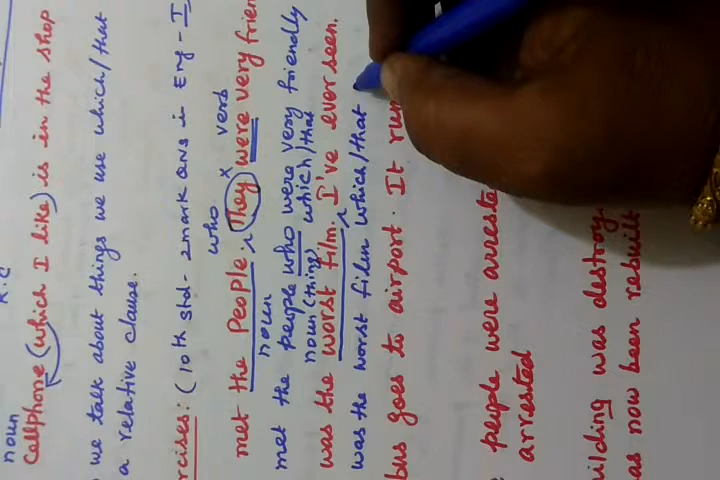 noun
R.C
Cellphone (which I like) is in the shop
we talk about things we use which/that
a relative clause.
rcises: (10th std- 2mark ans in Eng - I
who x verb
met the people. They were very frien
noun
met the people who were very friendly
noun (thing) which/that
was the worst film. I've ever seen.
was the worst film which/that
bus goes to airport. It run
people were arreste
arrested
uilding was destroy
as now been rebuilt